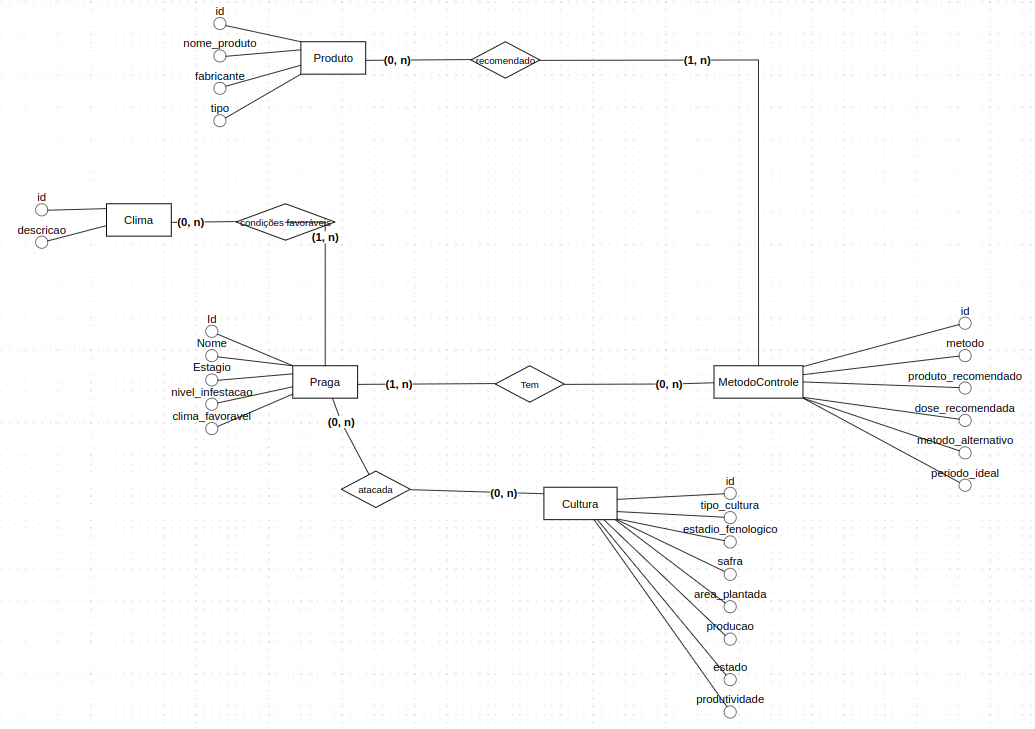 id
nome_produto
fabricante
tipo
Produto
(0, n)
recomendado
(1, n)
id
descricao
Clima
(0, n)
condições favoráveis
(1, n)
Id
Nome
Estagio
nivel_infestacao
clima_favoravel
Praga
(1, n)
Tem
(0, n)
MetodoControle
id
metodo
produto_recomendado
dose_recomendada
metodo_alternativo
periodo_ideal
(0, n)
atacada
(0, n)
Cultura
id
tipo_cultura
estadio_fenologico
safra
area_plantada
producao
estado
produtividade